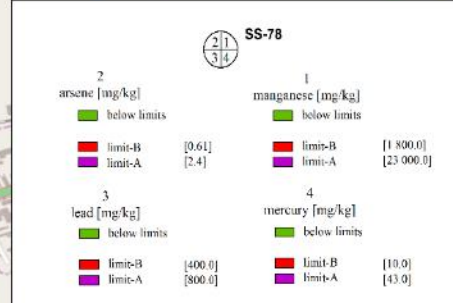 2 1
3 4
SS-78
2
arsene [mg/kg]
below limits
limit-B [0.61]
limit-A [2.4]
1
manganese [mg/kg]
below limits
limit-B [1 800.0]
limit-A [23 000.0]
3
lead [mg/kg]
below limits
limit-B [400.0]
limit-A [800.0]
4
mercury [mg/kg]
below limits
limit-B [10.0]
limit-A [43.0]